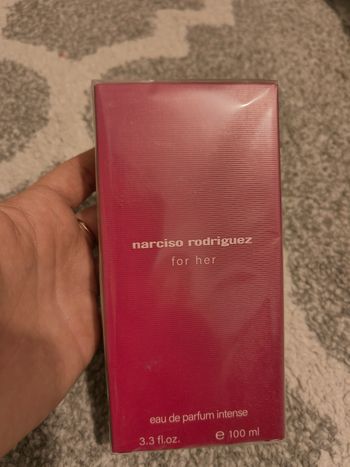 narciso rodriguez
for her
eau de parfum intense
3.3 fl.oz. ℮ 100 ml